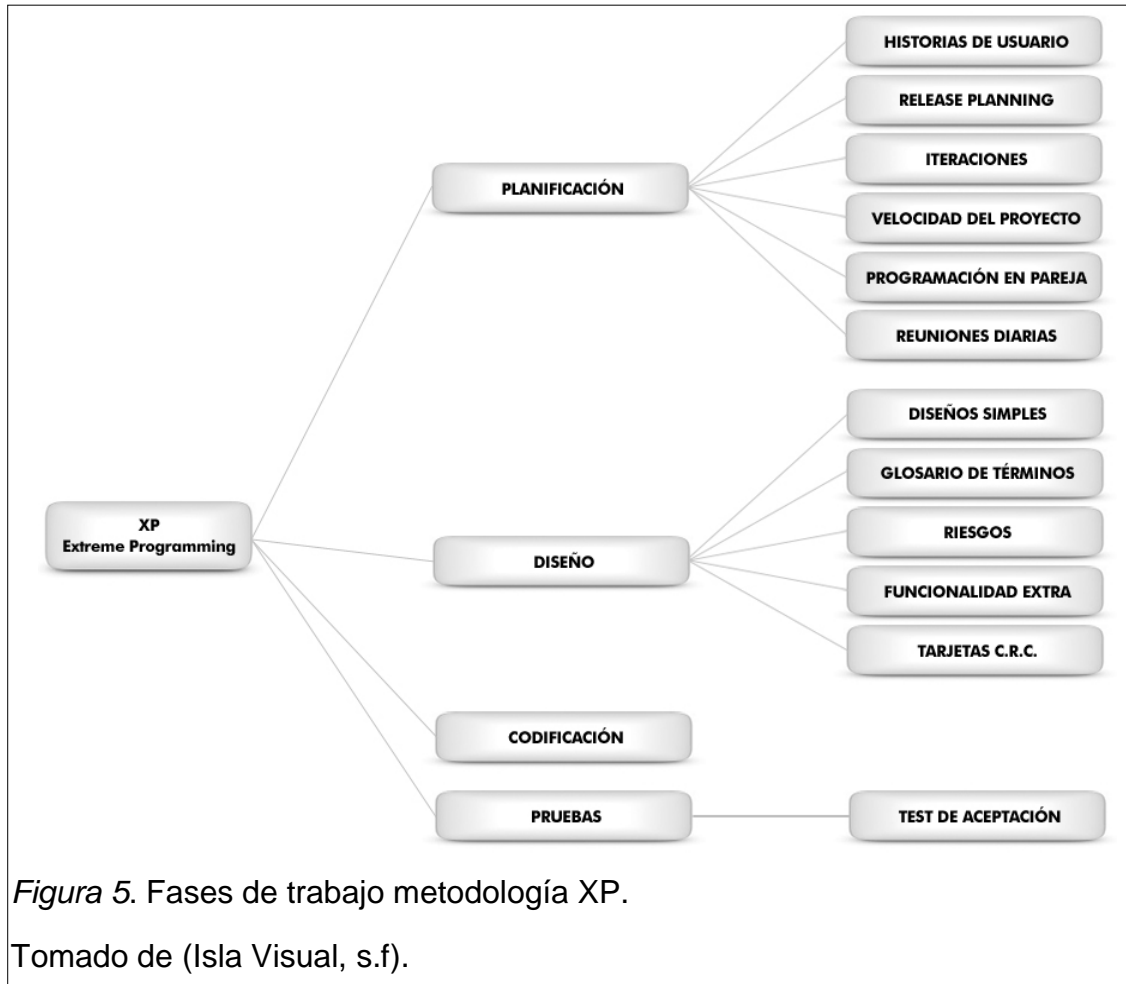 HISTORIAS DE USUARIO
RELEASE PLANNING
ITERACIONES
PLANIFICACIÓN
VELOCIDAD DEL PROYECTO
PROGRAMACIÓN EN PAREJA
REUNIONES DIARIAS
DISEÑOS SIMPLES
GLOSARIO DE TÉRMINOS
XP
Extreme Programming
RIESGOS
DISEÑO
FUNCIONALIDAD EXTRA
TARJETAS C.R.C.
CODIFICACIÓN
PRUEBAS
TEST DE ACEPTACIÓN
Figura 5. Fases de trabajo metodología XP.
Tomado de (Isla Visual, s.f).